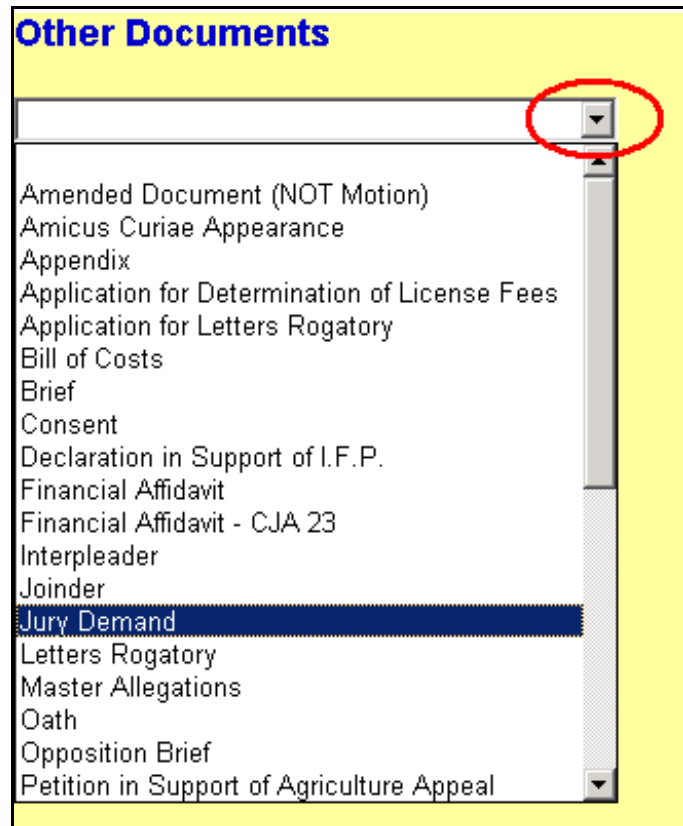 Other Documents
Amended Document (NOT Motion)
Amicus Curiae Appearance
Appendix
Application for Determination of License Fees
Application for Letters Rogatory
Bill of Costs
Brief
Consent
Declaration in Support of I.F.P.
Financial Affidavit
Financial Affidavit - CJA 23
Interpleader
Joinder
Jury Demand
Letters Rogatory
Master Allegations
Oath
Opposition Brief
Petition in Support of Agriculture Appeal